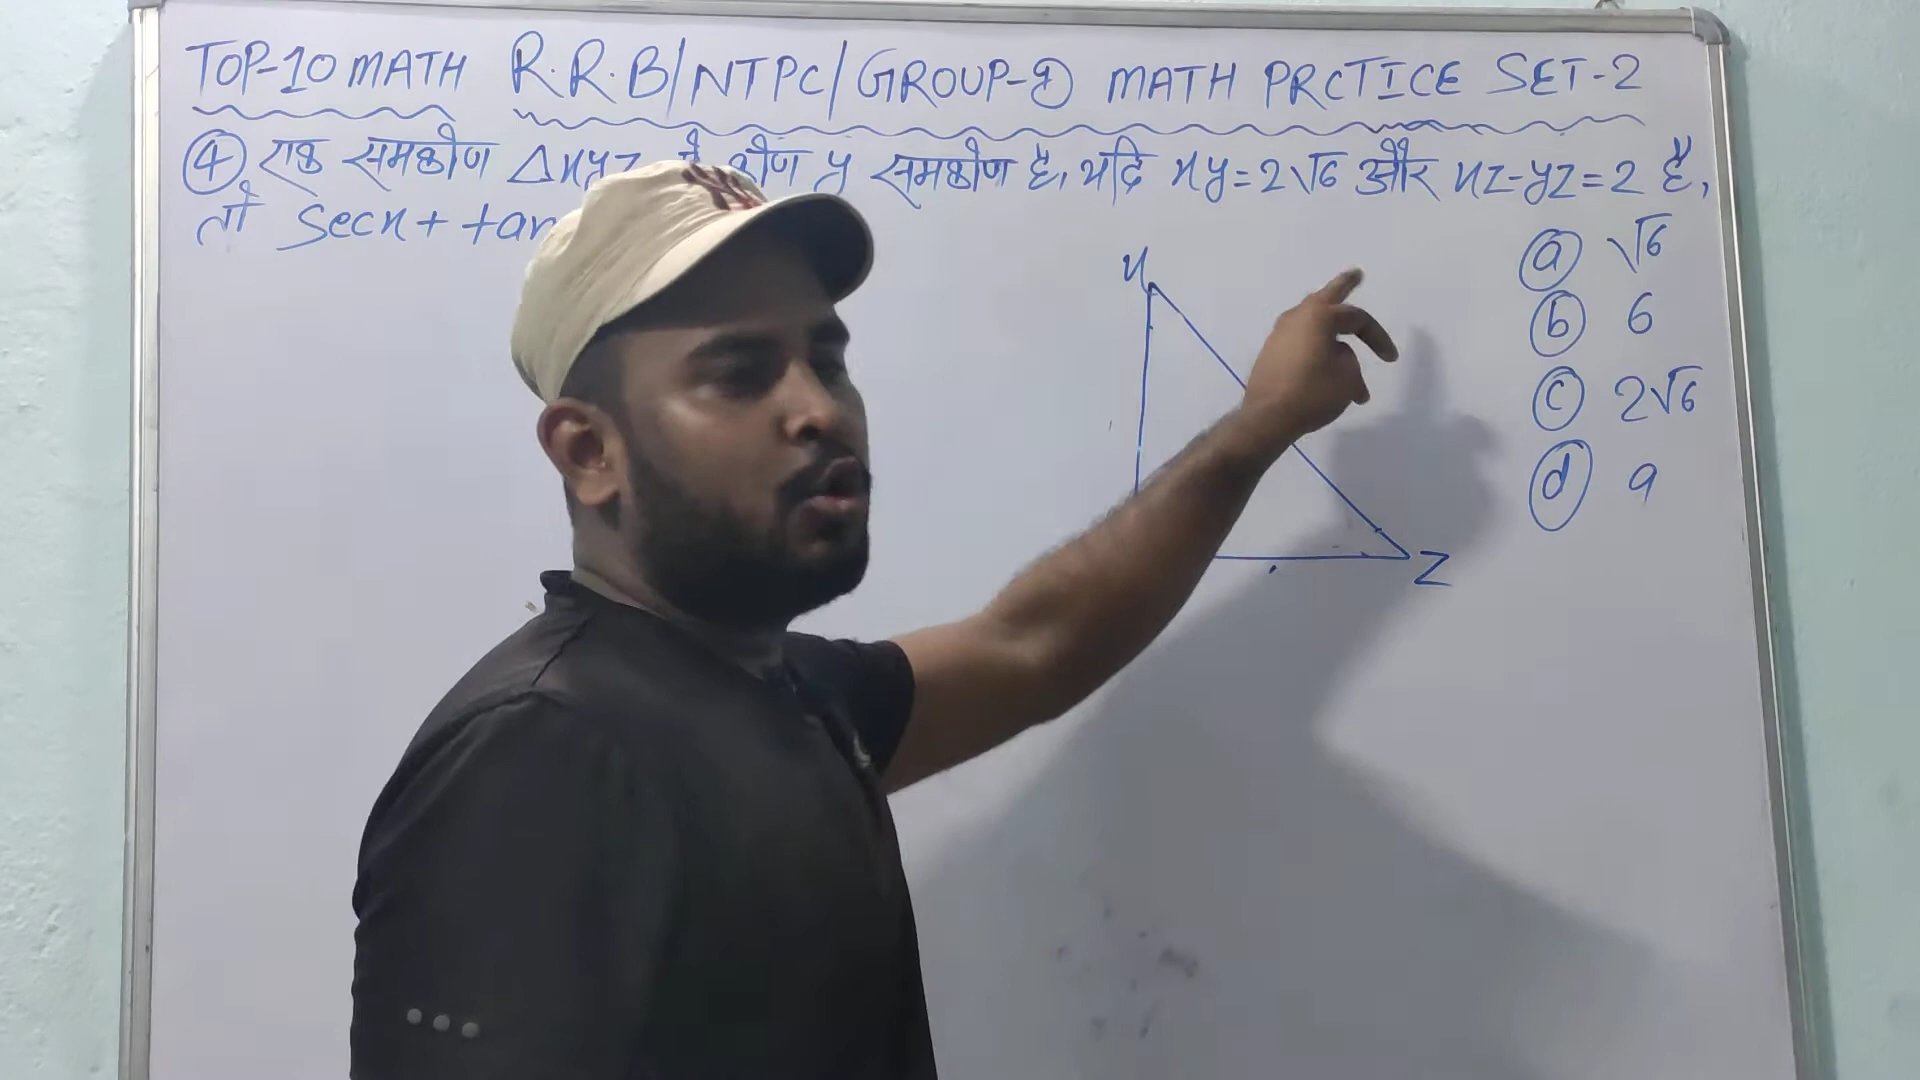 TOP-10 MATH R.R.B/NTPC/GROUP-D MATH PRCTICE SET-2
④ एक समकोण Δxyz में कोण y समकोण है, यदि xy=2√6 और xz-yz=2 है,
तो secx + tan
x
z
ⓐ √6
ⓑ 6
ⓒ 2√6
ⓓ 9